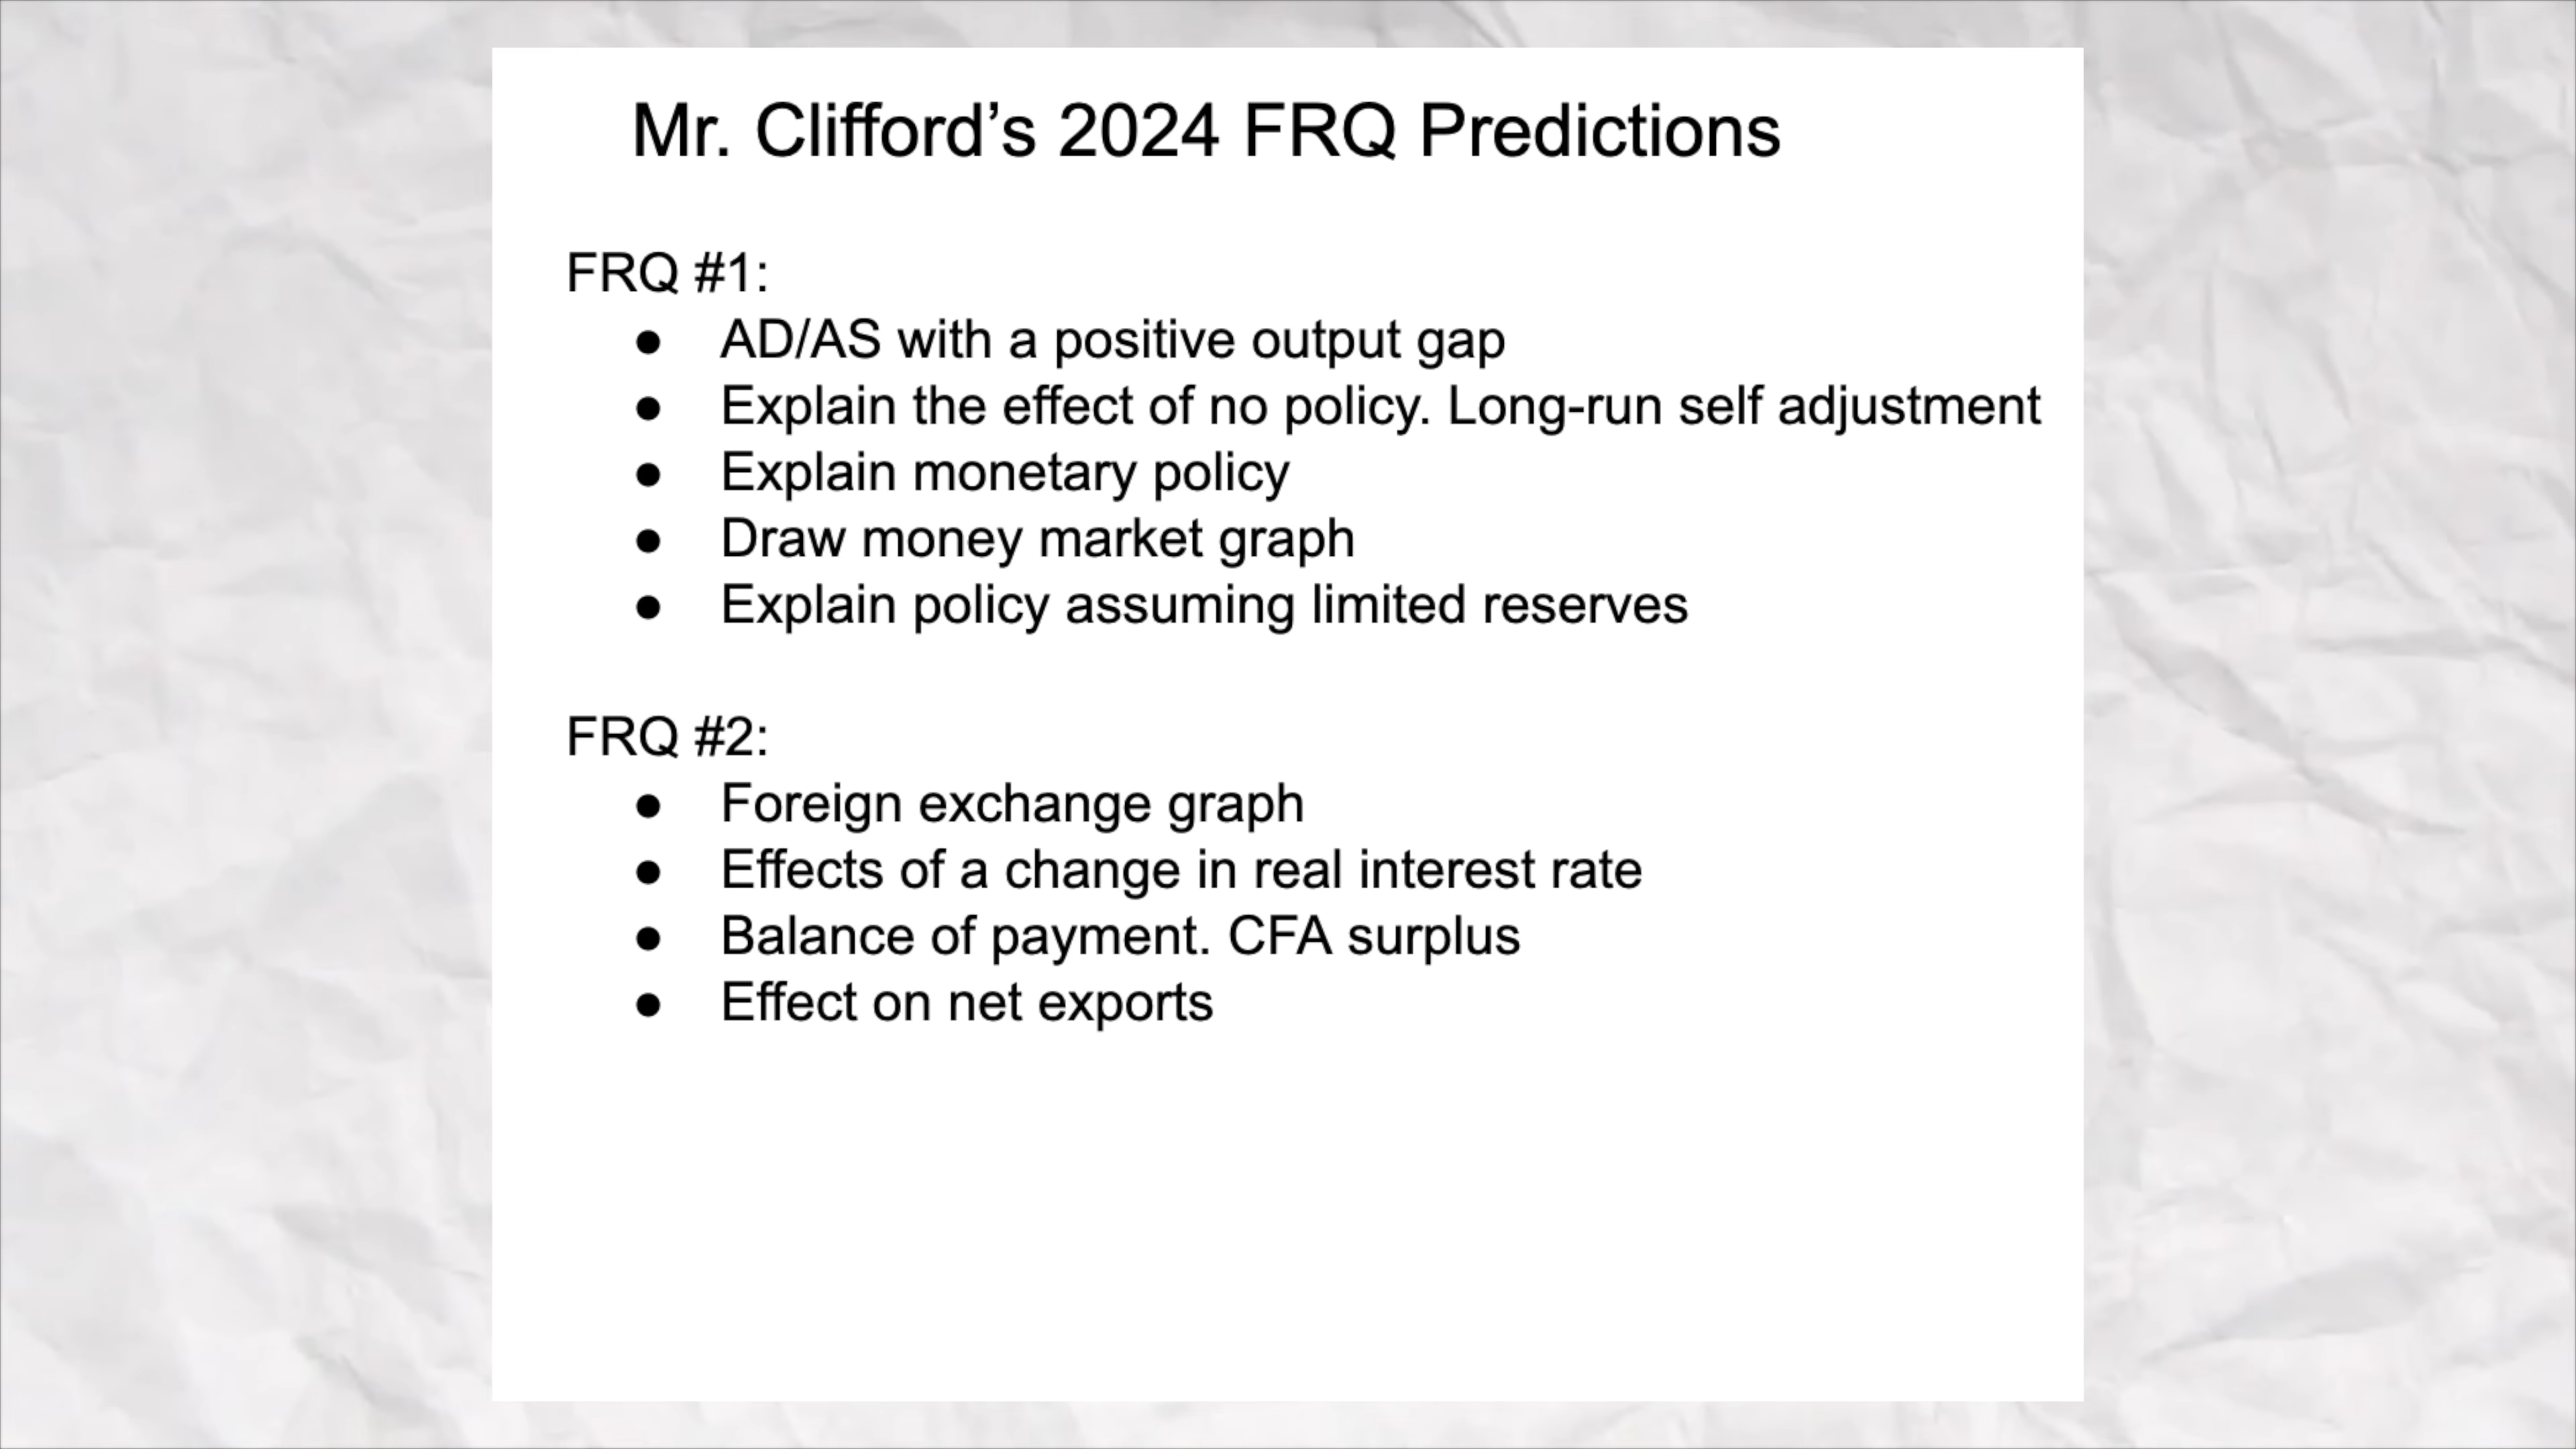 Mr. Clifford’s 2024 FRQ Predictions
FRQ #1:
● AD/AS with a positive output gap
● Explain the effect of no policy. Long-run self adjustment
● Explain monetary policy
● Draw money market graph
● Explain policy assuming limited reserves
FRQ #2:
● Foreign exchange graph
● Effects of a change in real interest rate
● Balance of payment. CFA surplus
● Effect on net exports